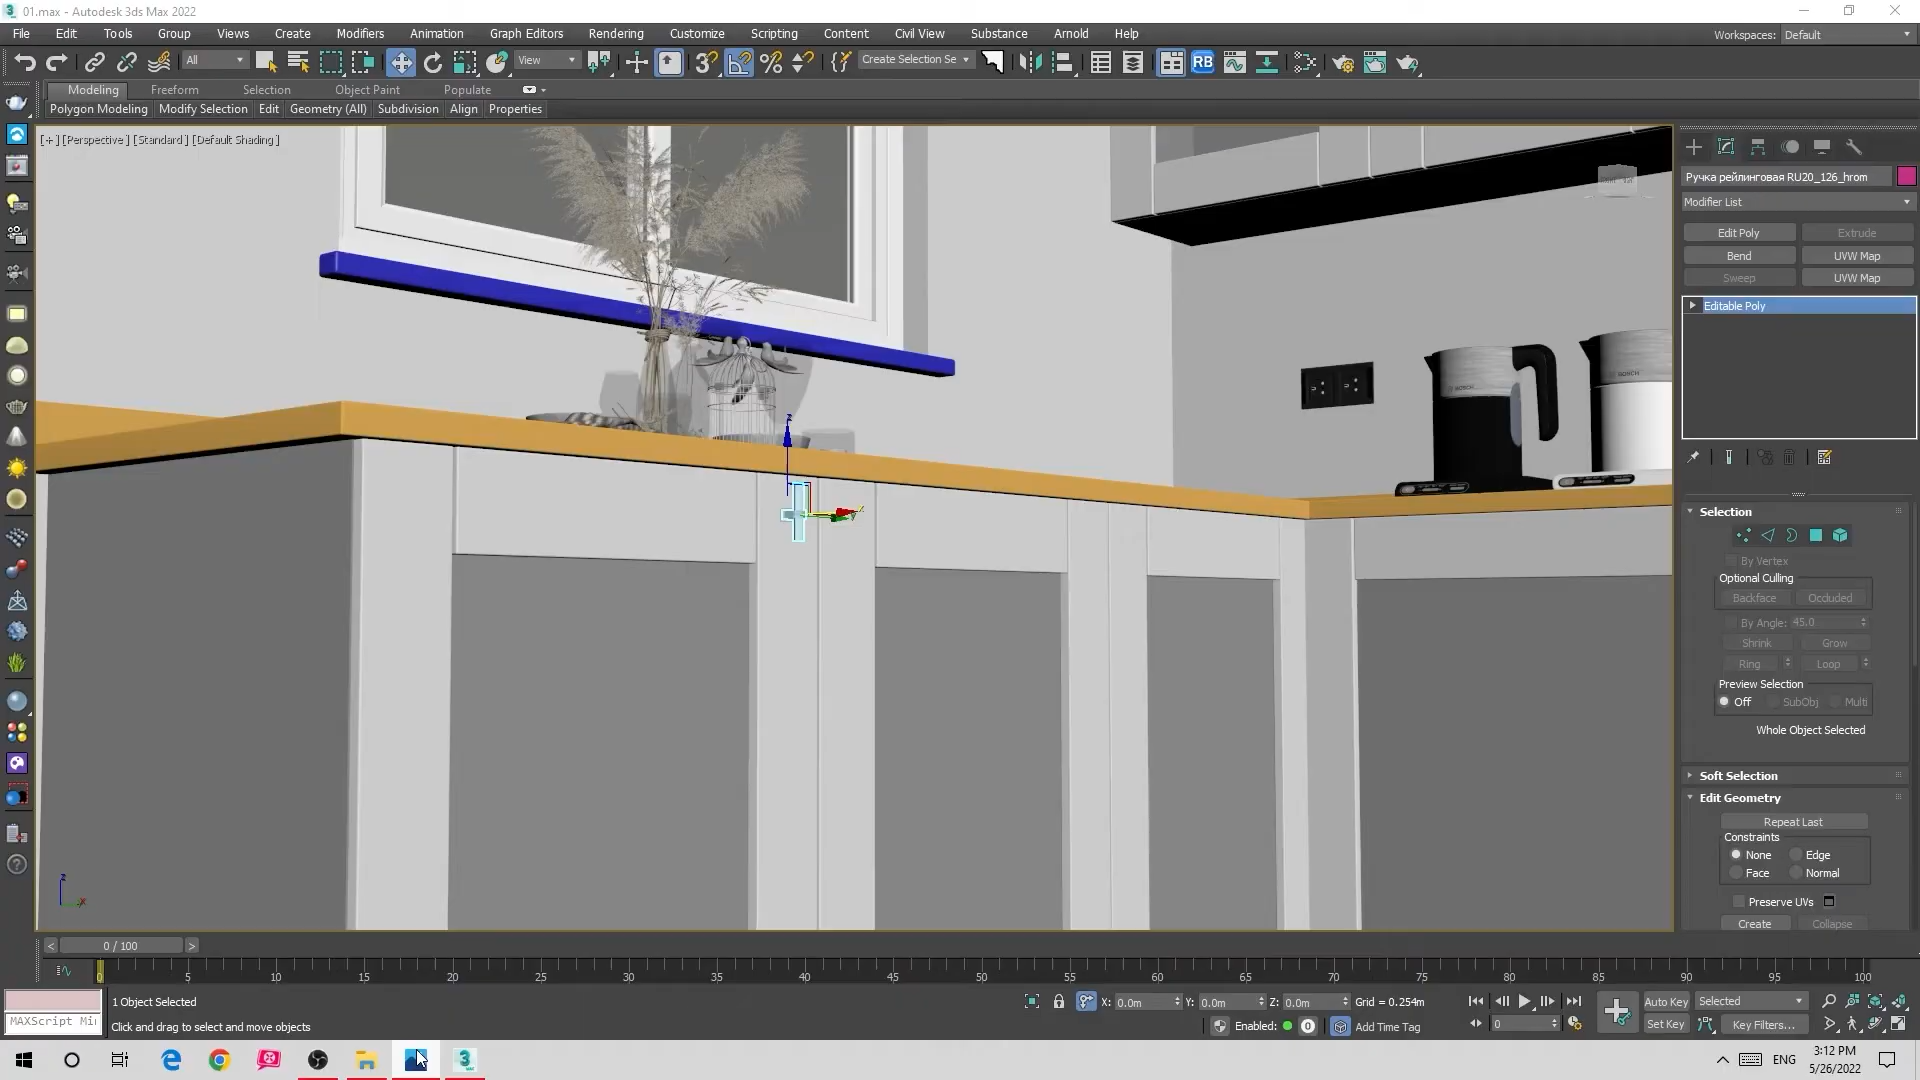 01.max - Autodesk 3ds Max 2022
File Edit Tools Group Views Create Modifiers Animation Graph Editors Rendering Customize Scripting Content Civil View Substance Arnold Help
Workspaces: Default
All
View
Create Selection Se
RB
Modeling Freeform Selection Object Paint Populate
Polygon Modeling Modify Selection Edit Geometry (All) Subdivision Align Properties
[+] [Perspective ] [Standard ] [Default Shading ]
Ручка рейлинговая RU20_126_hrom
Modifier List
Edit Poly Extrude
Bend UVW Map
Sweep UVW Map
Editable Poly
BOSCH
BOSCH
z
x
z
x
Selection
By Vertex
Optional Culling
Backface Occluded
By Angle: 45.0
Shrink Grow
Ring Loop
Preview Selection
Off SubObj Multi
Whole Object Selected
Soft Selection
Edit Geometry
Repeat Last
Constraints
None Edge
Face Normal
Preserve UVs
Create Collapse
< 0 / 100 >
0 5 10 15 20 25 30 35 40 45 50 55 60 65 70 75 80 85 90 95 100
1 Object Selected
MAXScript Mi
Click and drag to select and move objects
X: 0.0m Y: 0.0m Z: 0.0m Grid = 0.254m
Enabled: 0 Add Time Tag
0
Auto Key Selected
Set Key Key Filters...
3
ENG
3:12 PM
5/26/2022